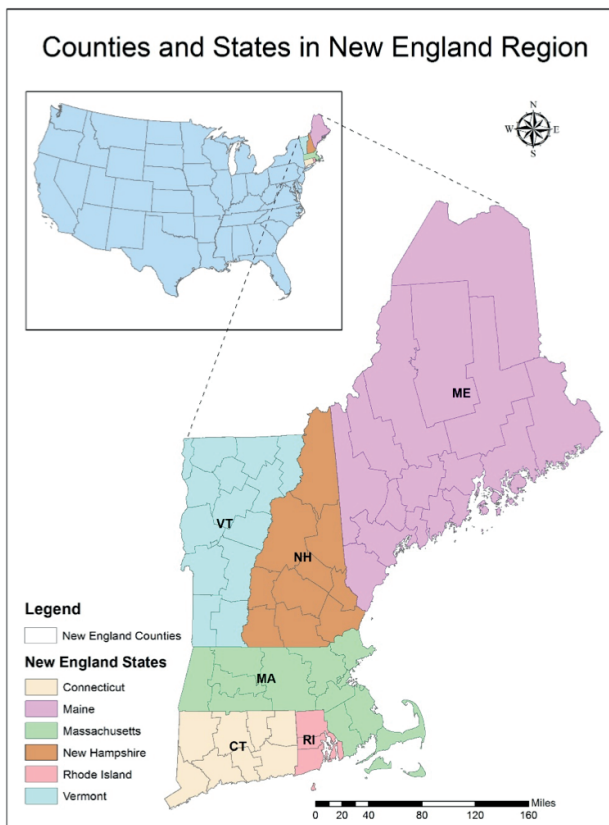 Counties and States in New England Region
N
W E
S
ME
VT
NH
MA
CT
RI
Legend
New England Counties
New England States
Connecticut
Maine
Massachusetts
New Hampshire
Rhode Island
Vermont
Miles
0 20 40 80 120 160